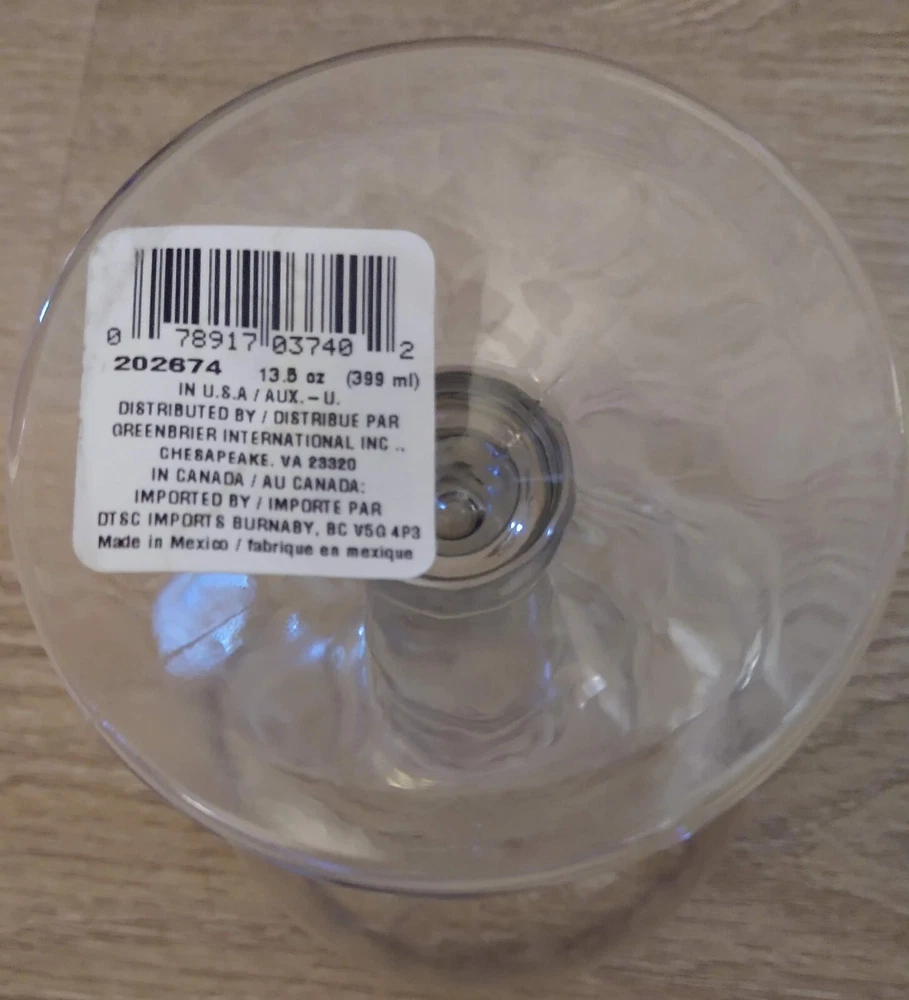 0 78917 03740 2
202674 13.5 oz (399 ml)
IN U.S.A / AUX.-U.
DISTRIBUTED BY / DISTRIBUE PAR
GREENBRIER INTERNATIONAL INC ..
CHESAPEAKE. VA 23320
IN CANADA / AU CANADA:
IMPORTED BY / IMPORTE PAR
DTSC IMPORTS BURNABY, BC V5G 4P3
Made in Mexico / fabrique en mexique